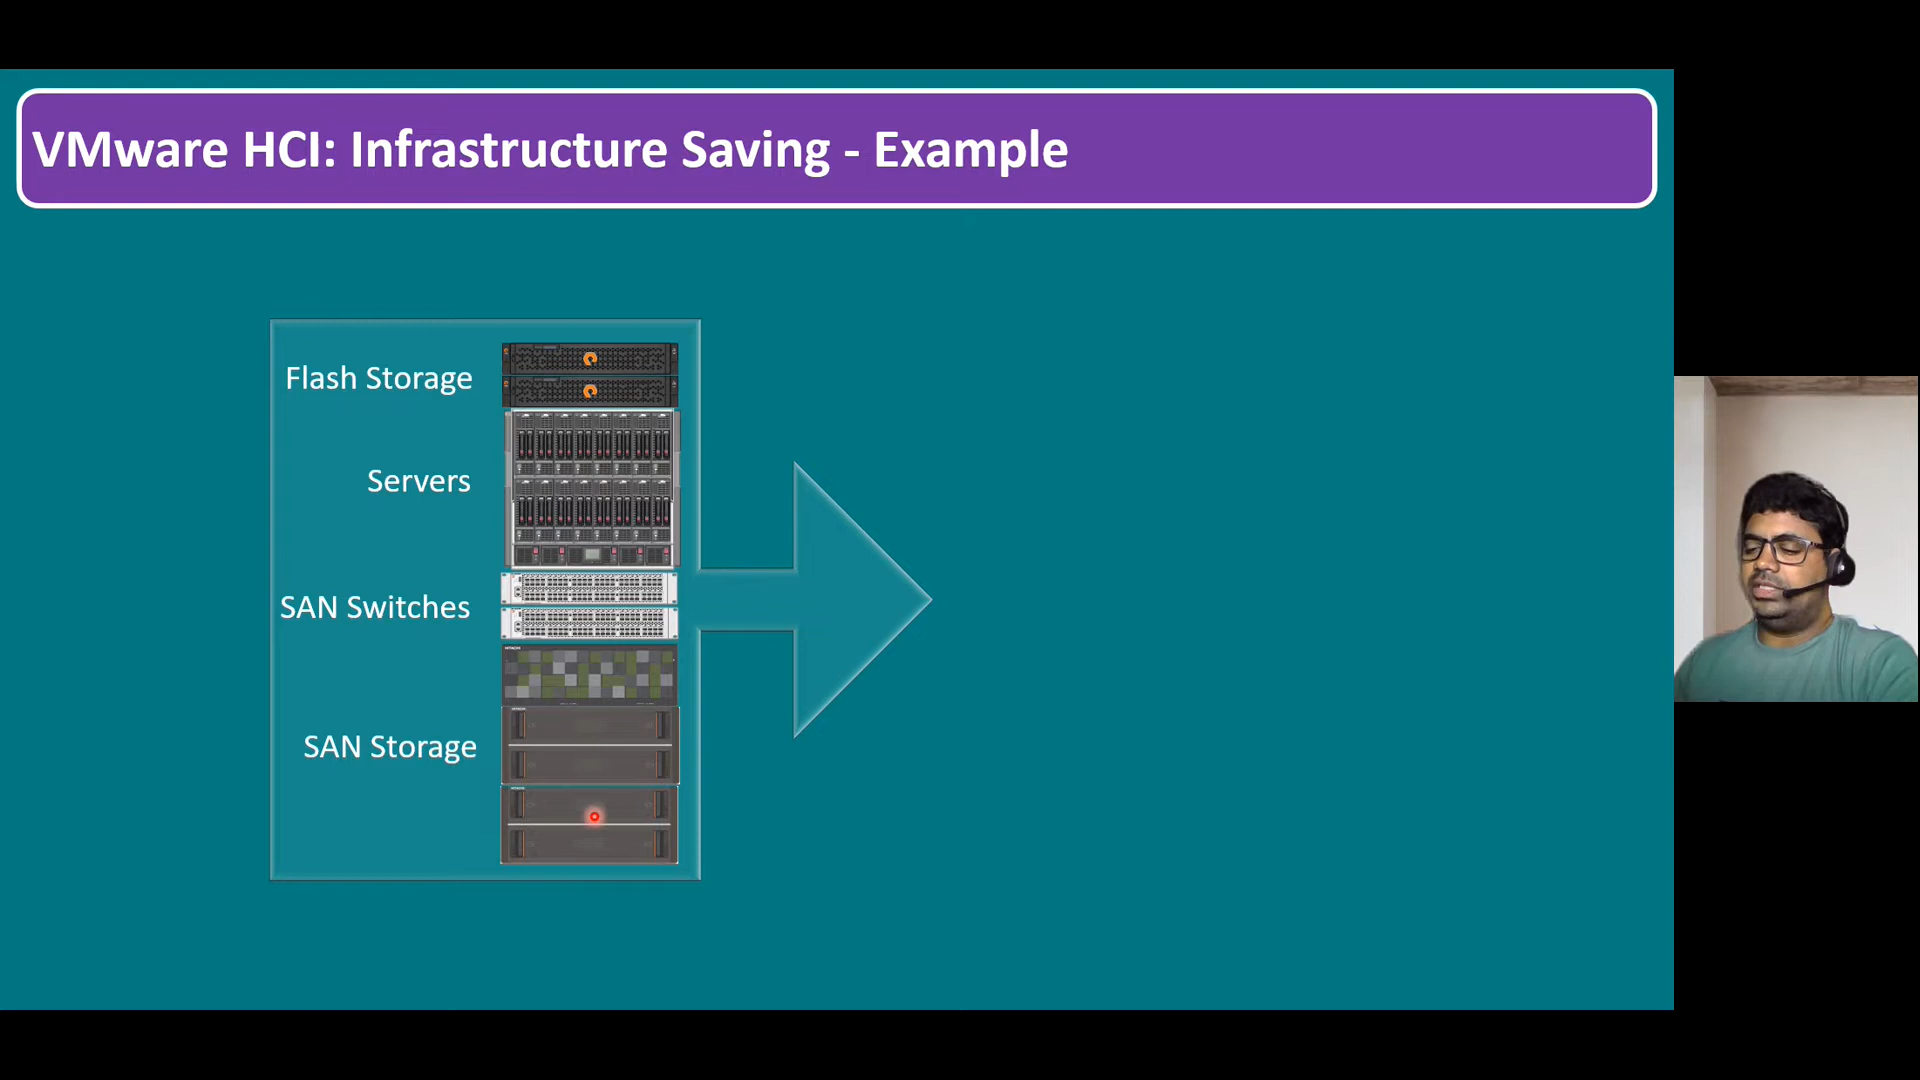 VMware HCI: Infrastructure Saving - Example
Flash Storage
Servers
SAN Switches
SAN Storage